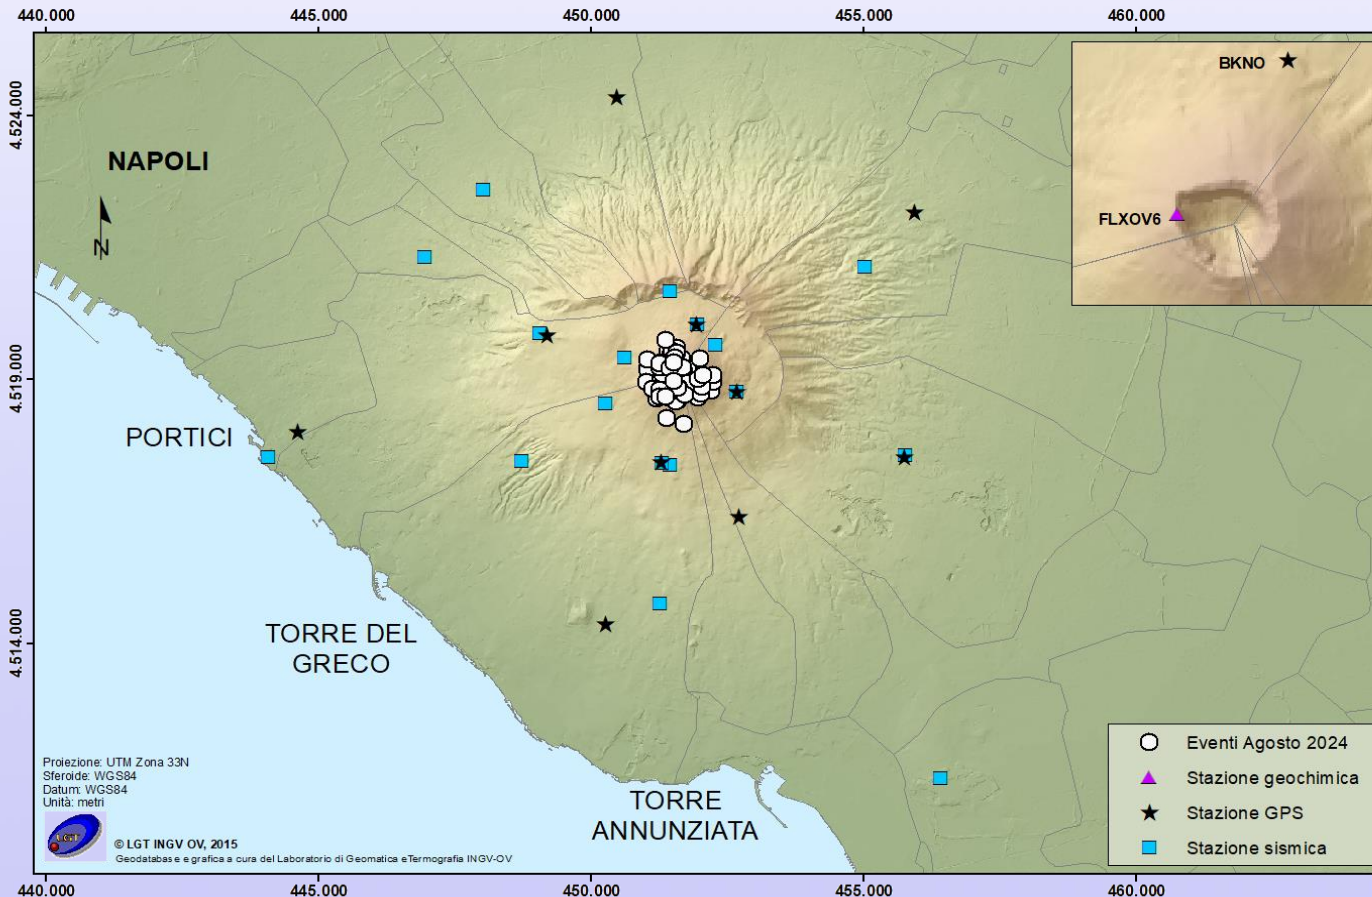 440.000 445.000 450.000 455.000 460.000
4.524.000
4.519.000
4.514.000
NAPOLI
N
BKNO
FLXOV6
PORTICI
TORRE DEL
GRECO
TORRE
ANNUNZIATA
Proiezione: UTM Zona 33N
Sferoide: WGS84
Datum: WGS84
Unità: metri
LGT
© LGT INGV OV, 2015
Geodatabase e grafica a cura del Laboratorio di Geomatica e Termografia INGV-OV
Eventi Agosto 2024
Stazione geochimica
Stazione GPS
Stazione sismica
440.000 445.000 450.000 455.000 460.000